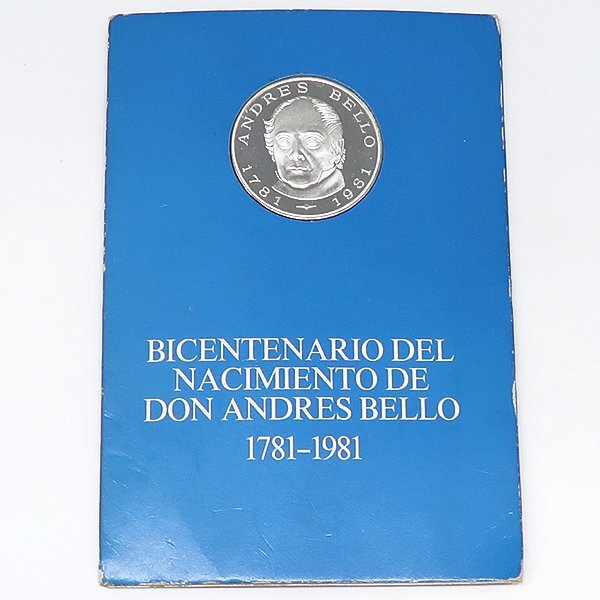 ANDRES BELLO
1781 – 1981
BICENTENARIO DEL
NACIMIENTO DE
DON ANDRES BELLO
1781–1981